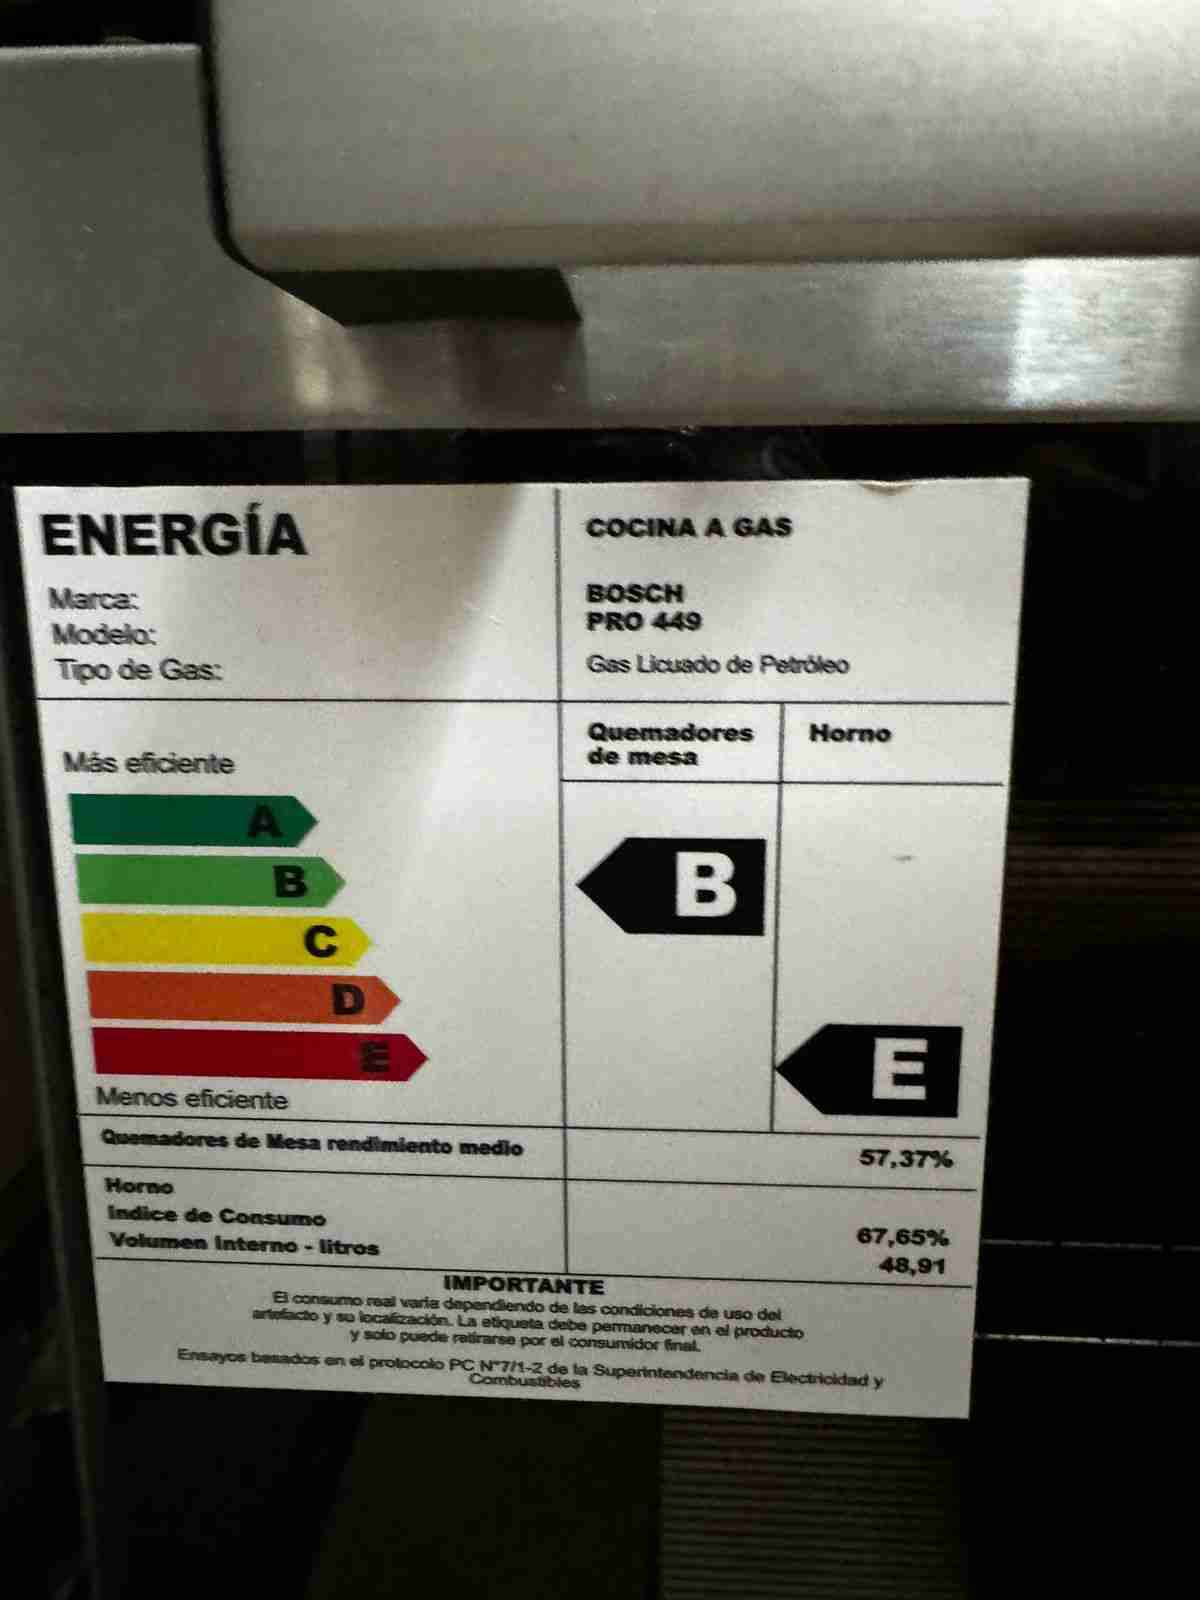 ENERGÍA
COCINA A GAS
Marca:
BOSCH
Modelo:
PRO 449
Tipo de Gas:
Gas Licuado de Petróleo
Quemadores
de mesa
Horno
Más eficiente
A
B
C
D
E
B
E
Menos eficiente
Quemadores de Mesa rendimiento medio
57,37%
Horno
Indice de Consumo
67,65%
Volumen Interno - litros
48,91
IMPORTANTE
El consumo real varia dependiendo de las condiciones de uso del
artefacto y su localización. La etiqueta debe permanecer en el producto
y solo puede retirarse por el consumidor final.
Ensayos basados en el protocolo PC N°7/1-2 de la Superintendencia de Electricidad y
Combustibles